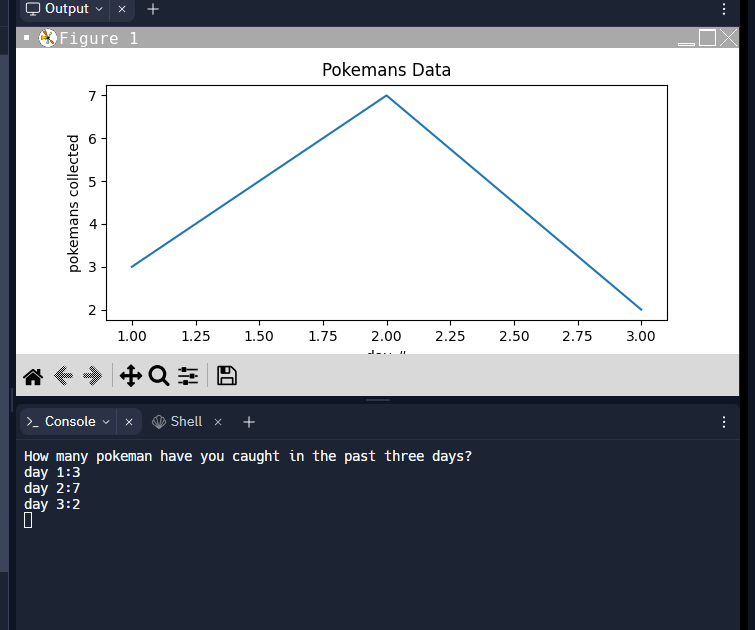 Output
Figure 1
Pokemans Data
pokemans collected
7
6
5
4
3
2
1.00 1.25 1.50 1.75 2.00 2.25 2.50 2.75 3.00
day #
Console
Shell
How many pokeman have you caught in the past three days?
day 1:3
day 2:7
day 3:2